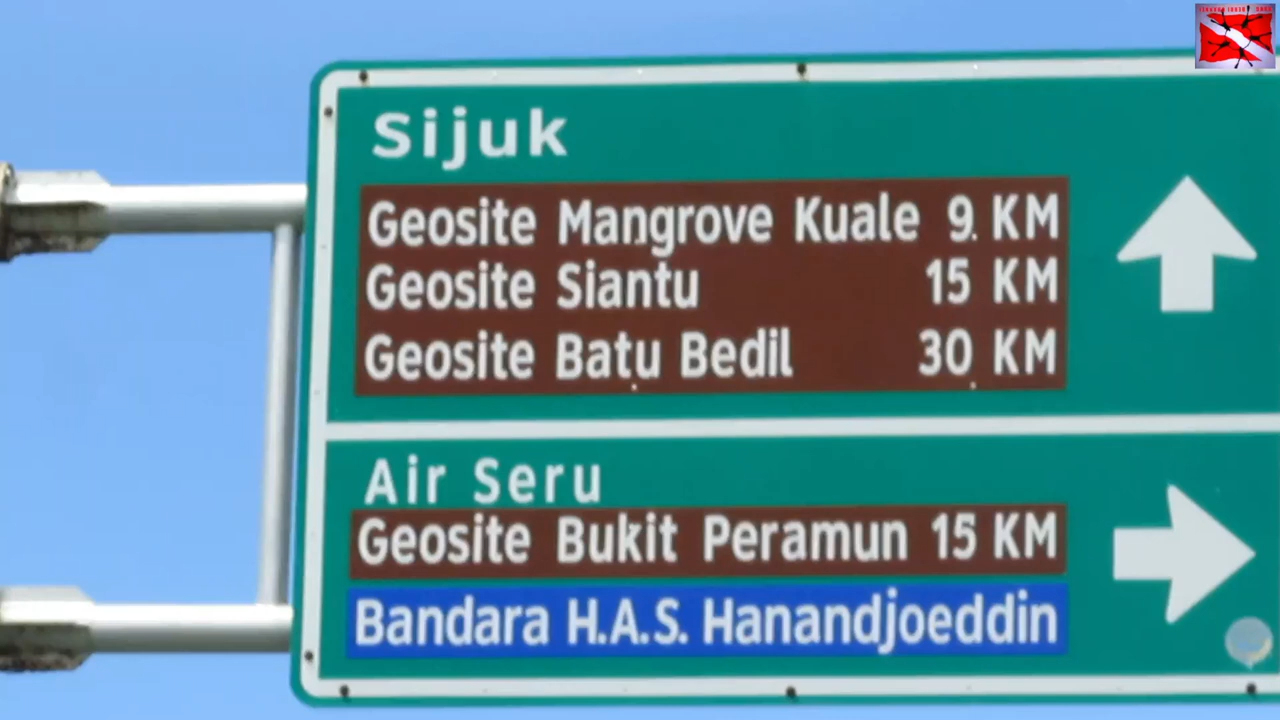 Sijuk
Geosite Mangrove Kuale 9 KM
Geosite Siantu 15 KM
Geosite Batu Bedil 30 KM
Air Seru
Geosite Bukit Peramun 15 KM
Bandara H.A.S. Hanandjoeddin